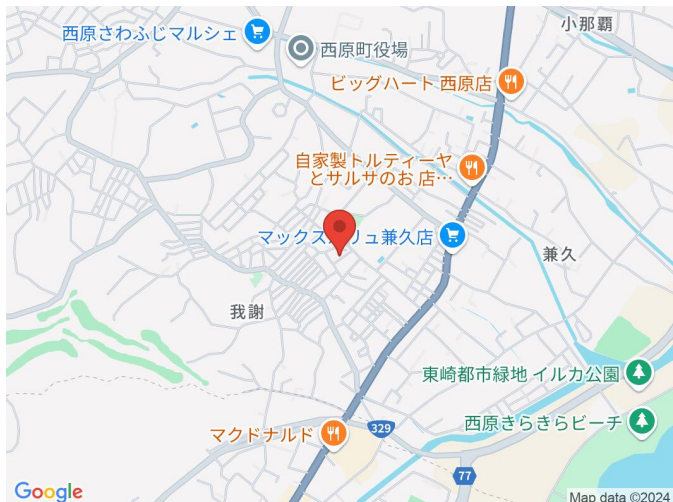 小那覇
西原さわふじマルシェ
西原町役場
ビッグハート 西原店
自家製トルティーヤ
とサルサのお 店…
マックスバリュ兼久店
兼久
我謝
東崎都市緑地 イルカ公園
西原きらきらビーチ
マクドナルド
329
77
Google
Map data ©2024